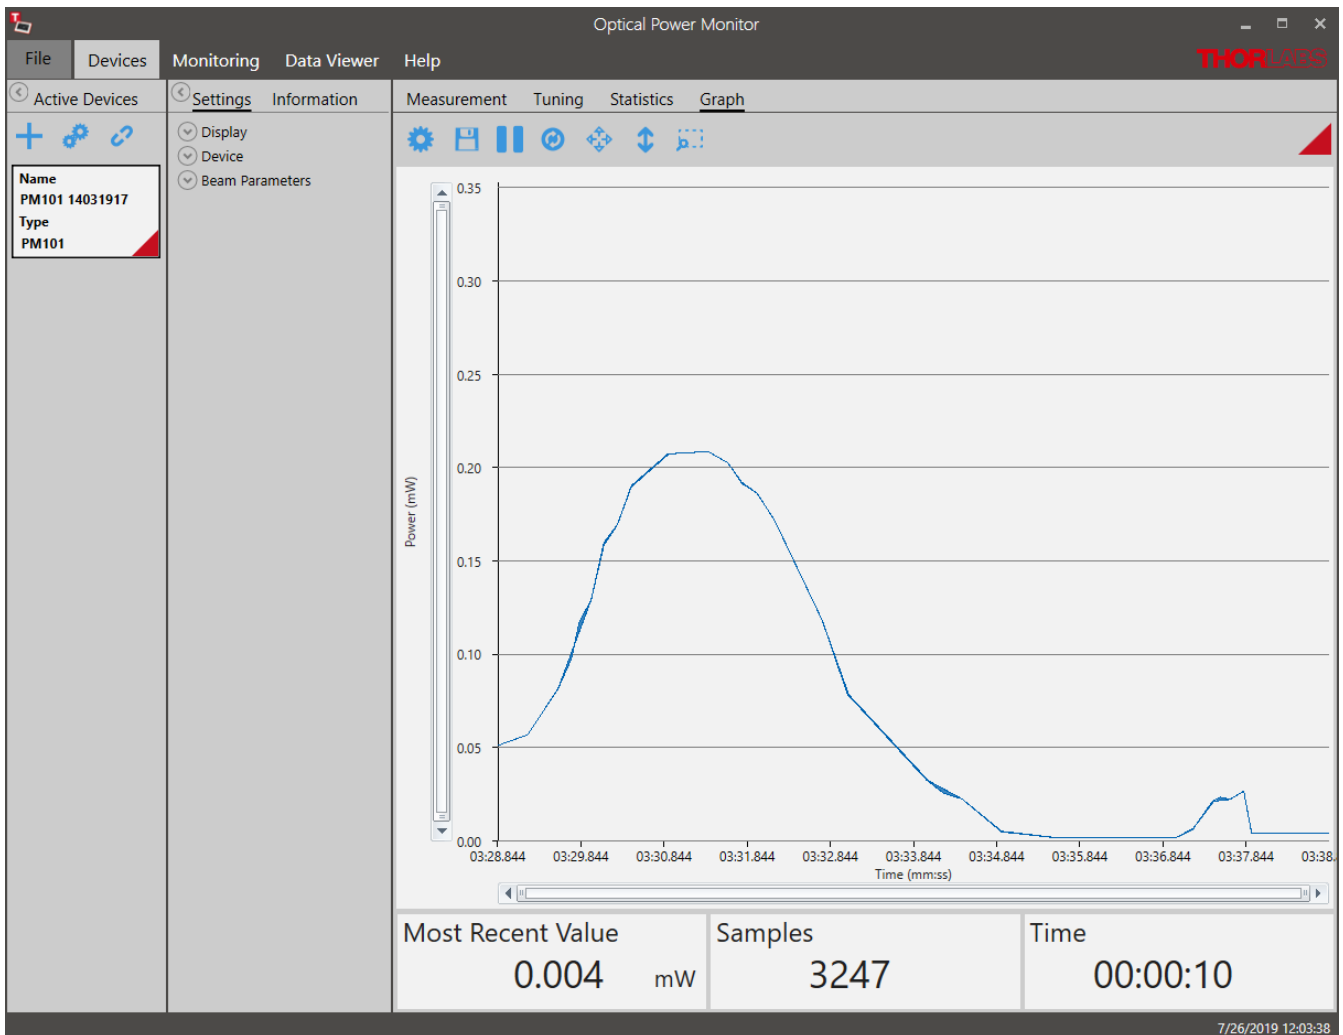 Optical Power Monitor
File Devices Monitoring Data Viewer Help
THORLABS
Active Devices
Settings Information
Measurement Tuning Statistics Graph
Name
PM101 14031917
Type
PM101
Display
Device
Beam Parameters
0.35
0.30
0.25
0.20
0.15
0.10
0.05
0.00
Power (mW)
03:28.844 03:29.844 03:30.844 03:31.844 03:32.844 03:33.844 03:34.844 03:35.844 03:36.844 03:37.844 03:38.
Time (mm:ss)
Most Recent Value
0.004 mW
Samples
3247
Time
00:00:10
7/26/2019 12:03:38